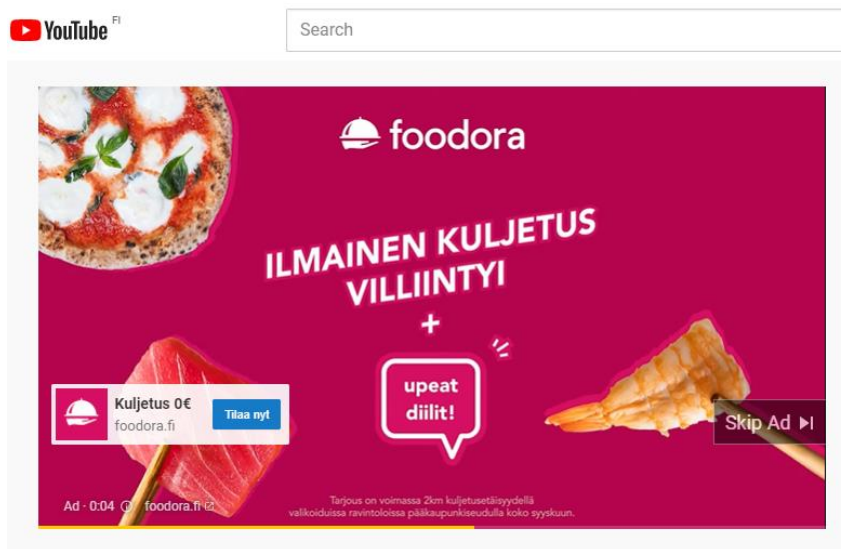 YouTube FI
Search
foodora
ILMAINEN KULJETUS
VILLIINTYI
+
upeat
diilit!
Kuljetus 0€
foodora.fi
Tilaa nyt
Skip Ad
Ad · 0:04 foodora.fi
Tarjous on voimassa 2km kuljetusetäisyydellä
valikoiduissa ravintoloissa pääkaupunkiseudulla koko syyskuun.